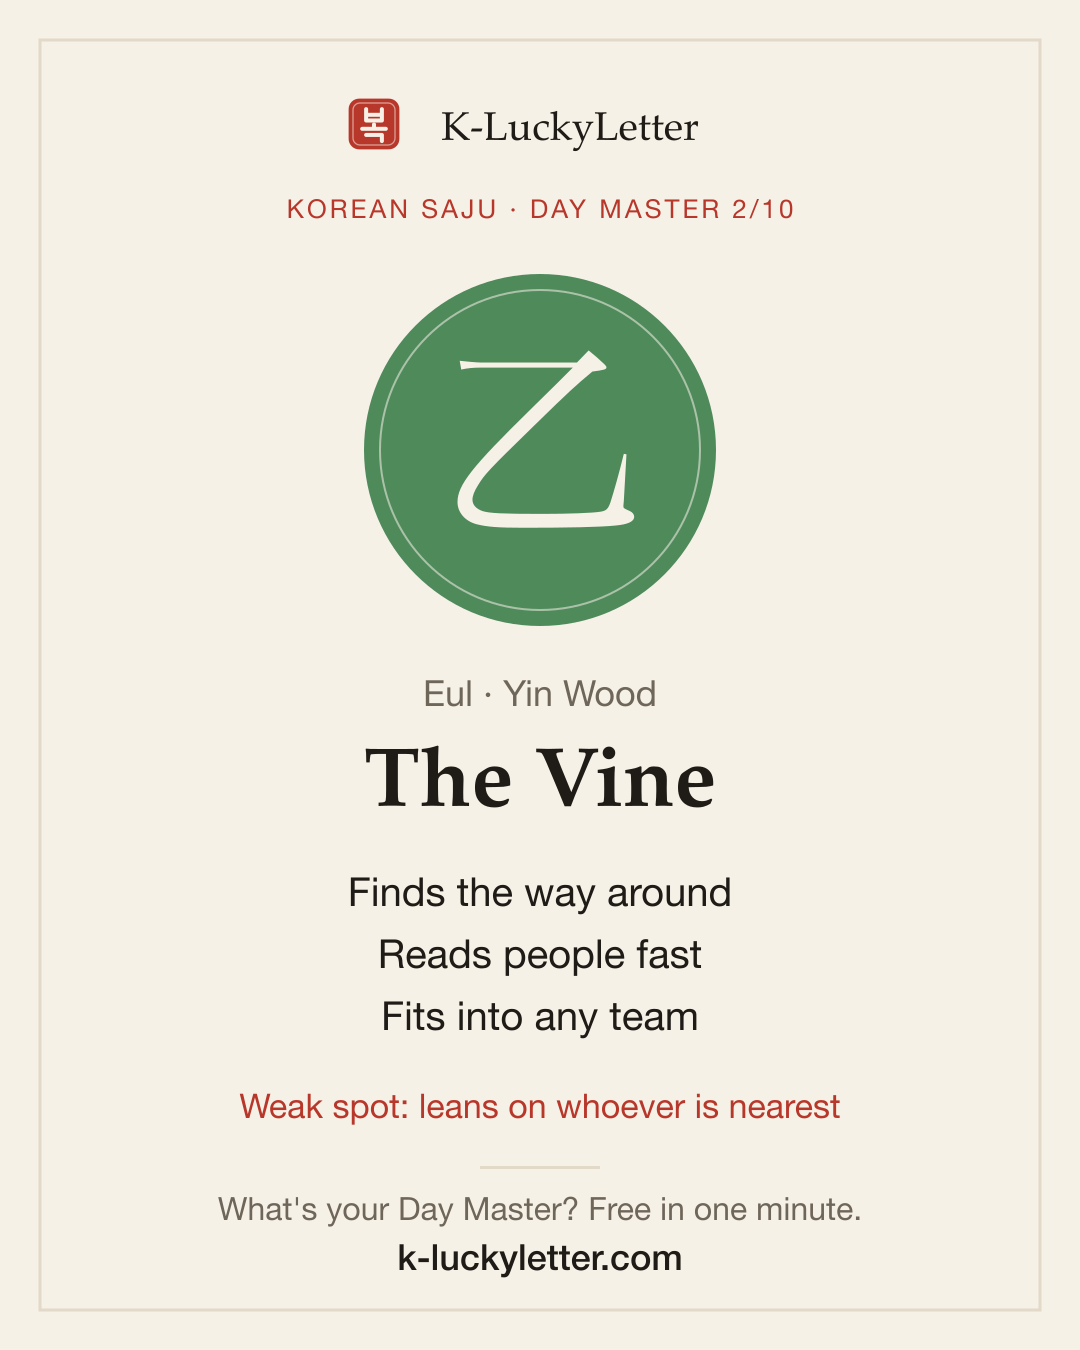 복 K-LuckyLetter
KOREAN SAJU · DAY MASTER 2/10
乙
Eul · Yin Wood
The Vine
Finds the way around
Reads people fast
Fits into any team
Weak spot: leans on whoever is nearest
What's your Day Master? Free in one minute.
k-luckyletter.com